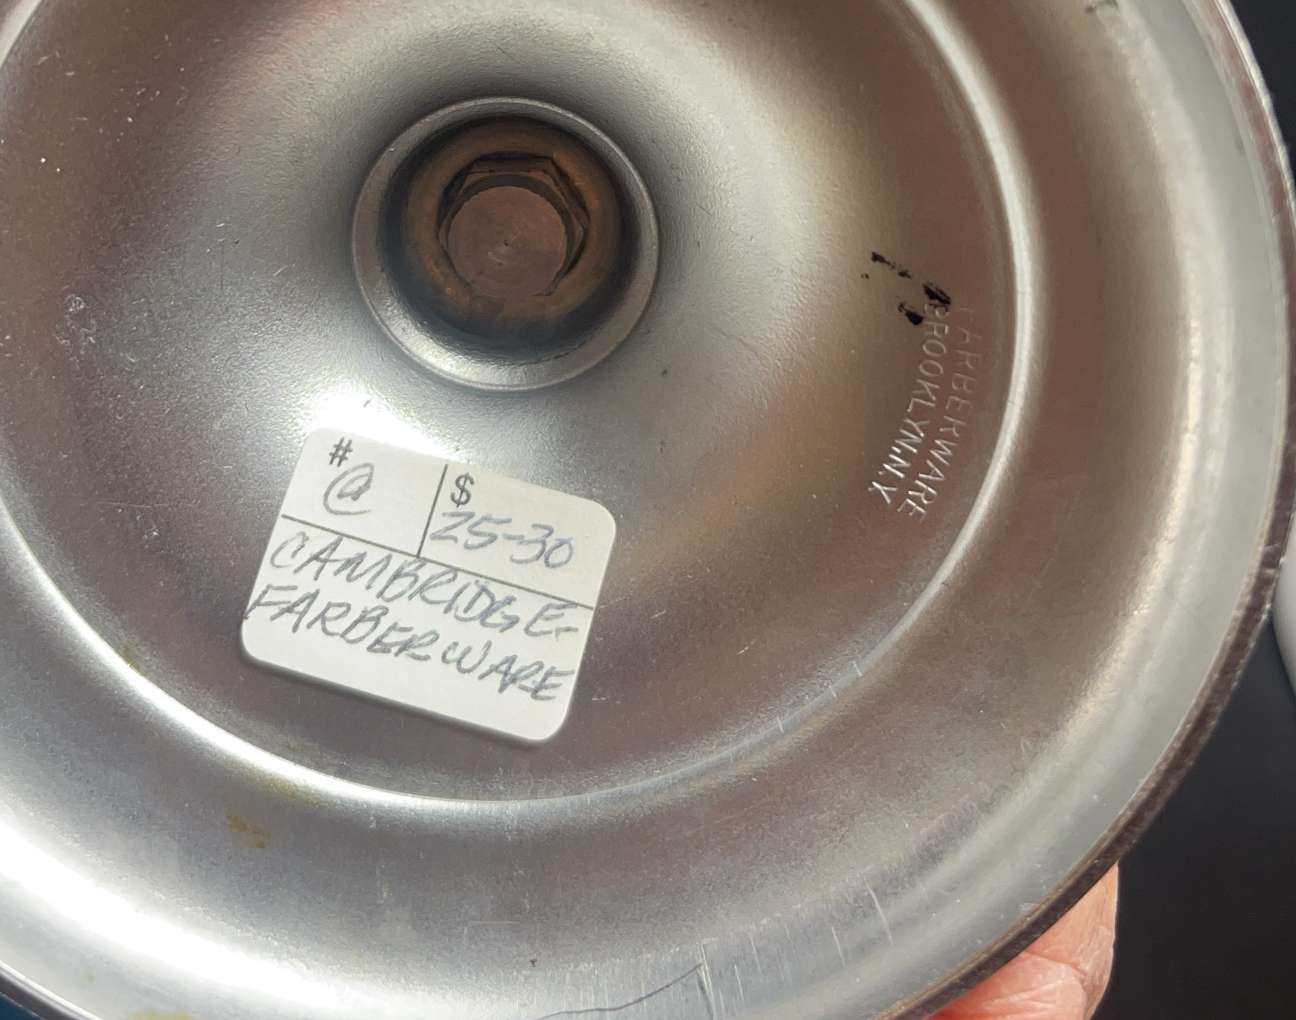 # $
@ 25-30
CAMBRIDGE-
FARBERWARE
FARBERWARE
BROOKLYN, N.Y.